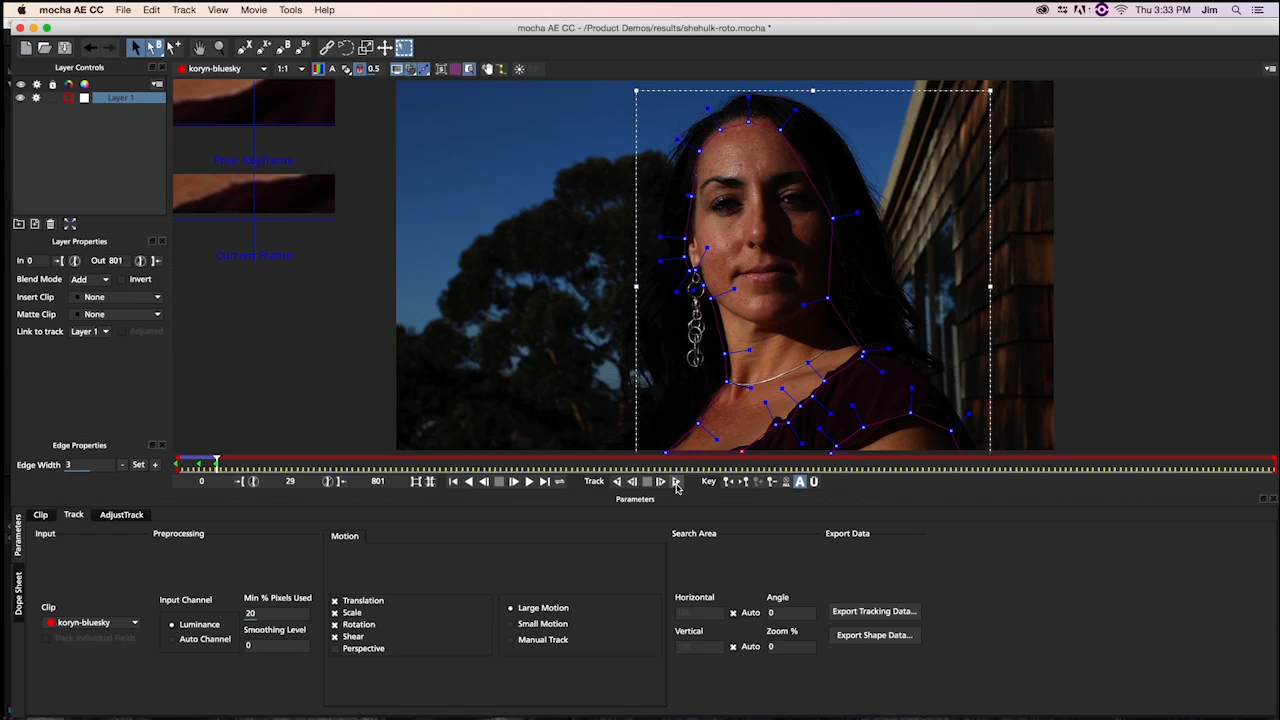 mocha AE CC File Edit Track View Movie Tools Help Thu 3:33 PM Jim
mocha AE CC - /Product Demos/results/shehulk-roto.mocha *
Layer Controls
koryn-bluesky 1:1 A 0.5
Layer 1
Prev. Keyframe
Current Frame
Layer Properties
In 0 Out 801
Blend Mode Add Invert
Insert Clip None
Matte Clip None
Link to track Layer 1 Adjusted
Edge Properties
Edge Width 3 - Set +
0 29 801 Track Key A Ü
Parameters
Clip Track AdjustTrack
Parameters
Dope Sheet
Input Preprocessing Motion Search Area Export Data
Clip
koryn-bluesky
Track Individual Fields
Input Channel
Luminance
Auto Channel
Min % Pixels Used
20
Smoothing Level
0
Translation
Scale
Rotation
Shear
Perspective
Large Motion
Small Motion
Manual Track
Horizontal Angle
Auto 0
Vertical Zoom %
Auto 0
Export Tracking Data...
Export Shape Data...